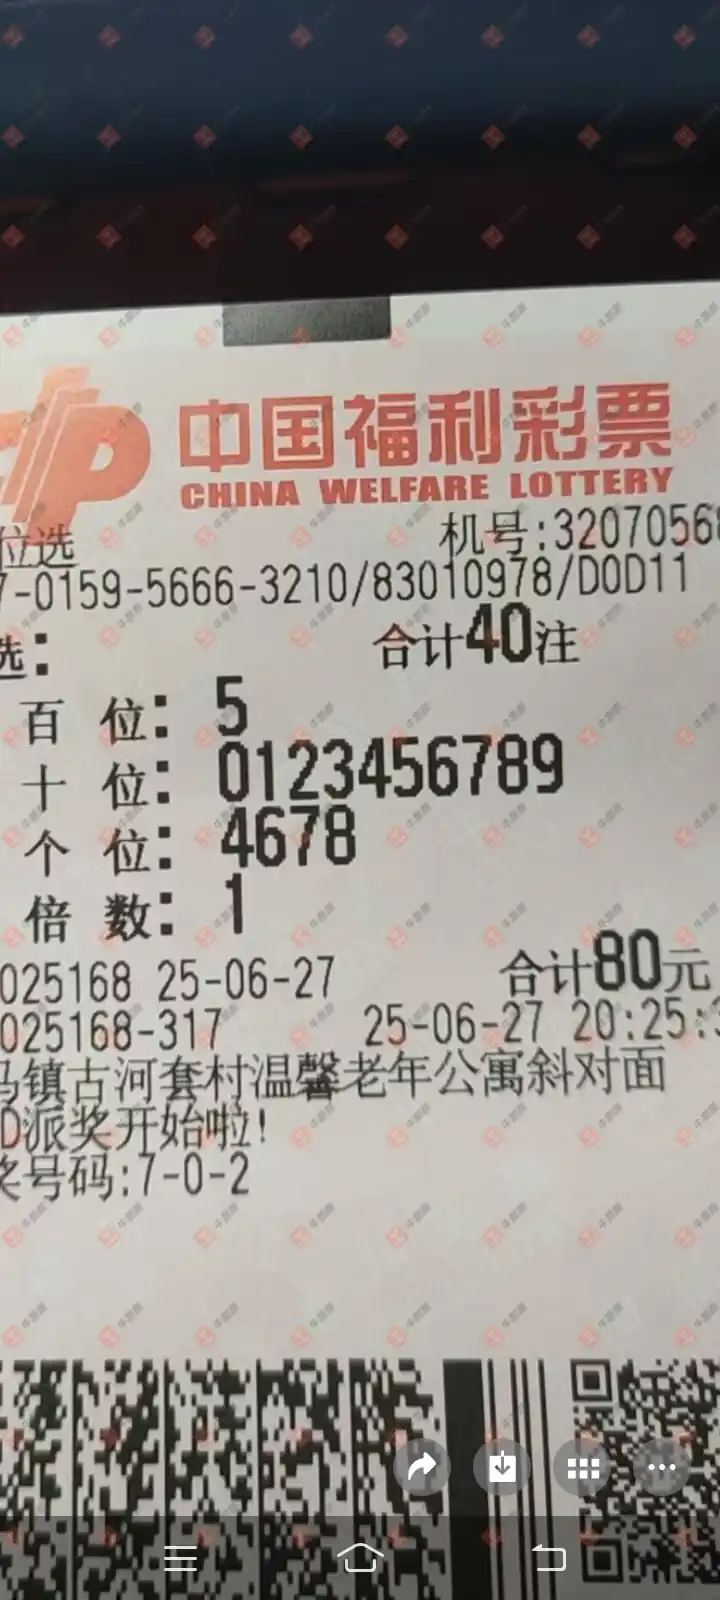 中国福利彩票
CHINA WELFARE LOTTERY
位选 机号:3207056
7-0159-5666-3210/83010978/D0D11
选: 合计40注
百 位: 5
十 位: 0123456789
个 位: 4678
倍 数: 1
025168 25-06-27 合计80元
025168-317 25-06-27 20:25:
镇古河套村温馨老年公寓斜对面
D派奖开始啦!
奖号码:7-0-2